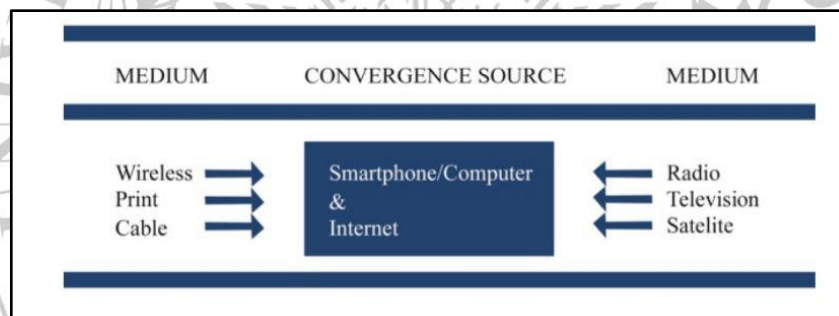 MEDIUM CONVERGENCE SOURCE MEDIUM
Wireless Smartphone/Computer Radio
Print & Television
Cable Internet Satelite